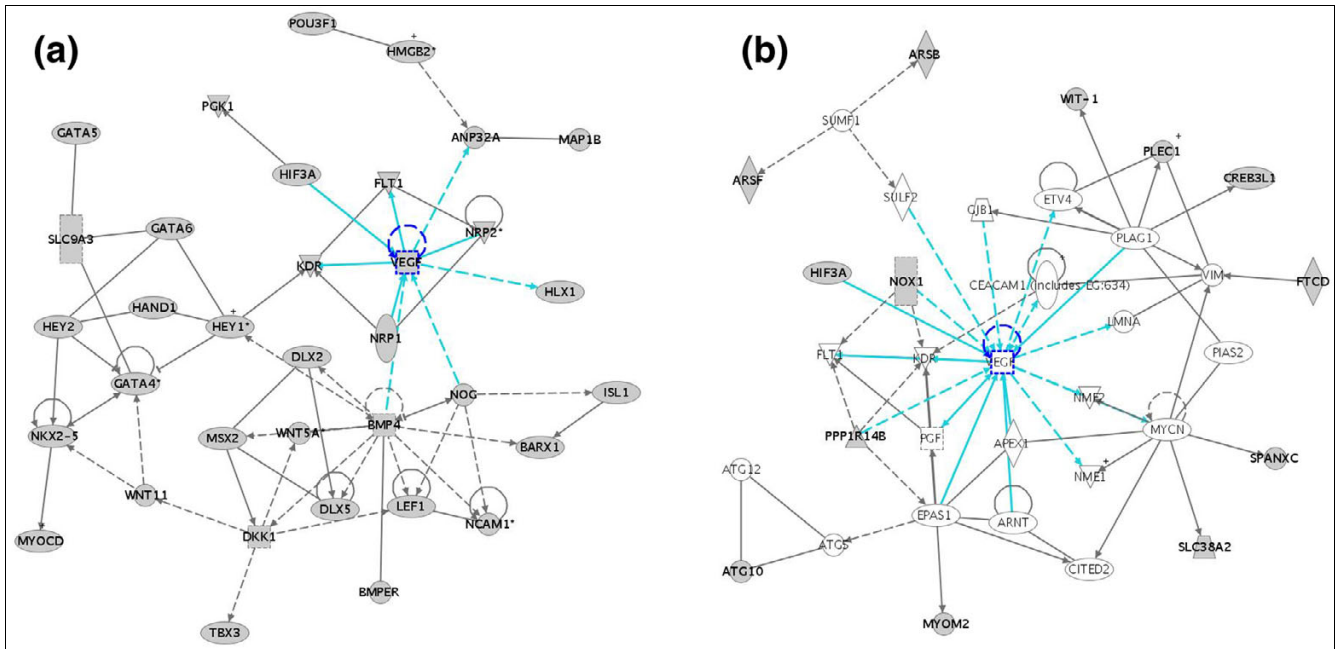 (a)
POU3F1
HMGB2*
+
PGK1
GATA5
ANP32A
MAP1B
HIF3A
FLT1
SLC9A3
GATA6
NRP2*
VEGF
KDR
HLX1
HAND1
HEY2
+
HEY1*
NRP1
DLX2
GATA4*
NOG
ISL1
BMP4
NKX2-5
MSX2
WNT5A*
BARX1
WNT11
DLX5
LEF1
NCAM1*
MYOCD
DKK1
BMPER
TBX3
(b)
ARSB
WIT-1
SUMF1
+
PLEC1
ARSF
CREB3L1
SULF2
GJB1
ETV4
PLAG1
HIF3A
NOX1
+
CEACAM1 (includes EG:634)
VIM
FTCD
LMNA
FLT1
KDR
VEGF
PIAS2
NME2
PPP1R14B
PGF
APEX1
MYCN
ATG12
+
NME1
SPANXC
EPAS1
ARNT
ATG5
SLC38A2
ATG10
CITED2
MYOM2